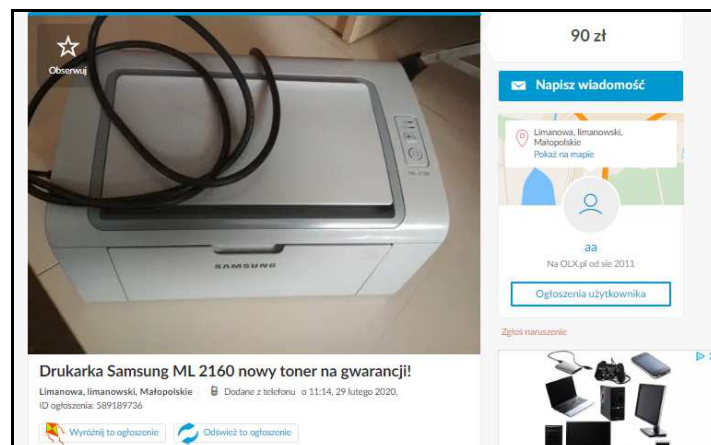 Obserwuj
SAMSUNG
90 zł
Napisz wiadomość
Limanowa, limanowski,
Małopolskie
Pokaż na mapie
aa
Na OLX.pl od sie 2011
Ogłoszenia użytkownika
Zgłoś naruszenie
Drukarka Samsung ML 2160 nowy toner na gwarancji!
Limanowa, limanowski, Małopolskie Dodane z telefonu o 11:14, 29 lutego 2020,
ID ogłoszenia: 589189736
Wyróżnij to ogłoszenie Odśwież to ogłoszenie